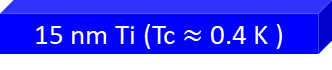 15 nm Ti (Tc ≈ 0.4 K )